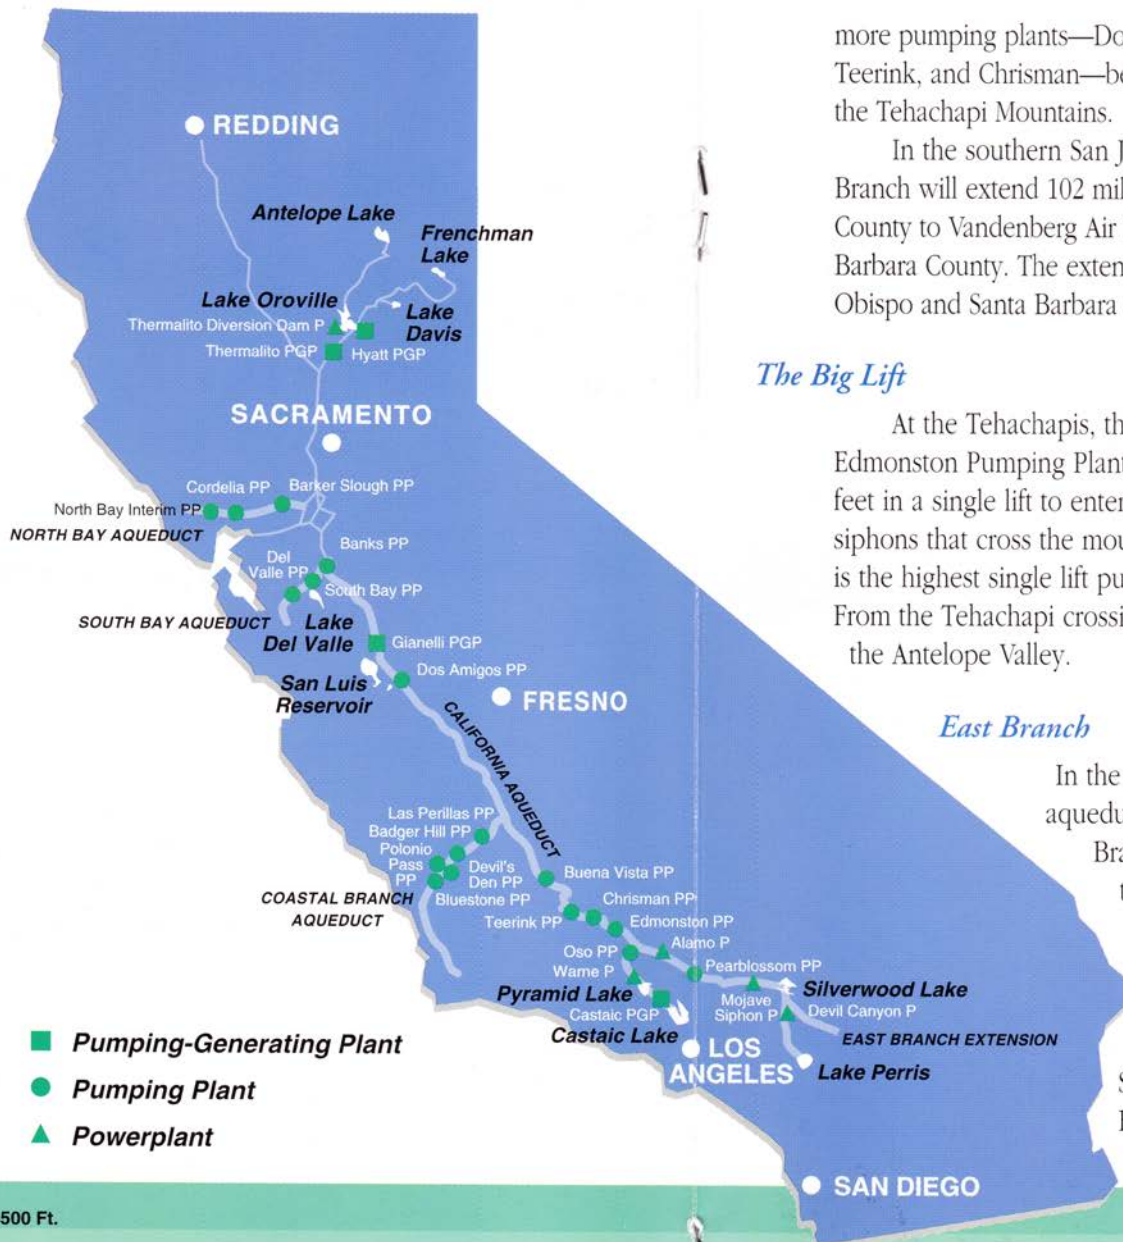 REDDING
Antelope Lake
Frenchman
Lake
Lake Oroville
Lake
Davis
Thermalito Diversion Dam P
Thermalito PGP
Hyatt PGP
SACRAMENTO
Cordelia PP
Barker Slough PP
North Bay Interim PP
NORTH BAY AQUEDUCT
Banks PP
Del
Valle PP
South Bay PP
SOUTH BAY AQUEDUCT
Lake
Del Valle
Gianelli PGP
Dos Amigos PP
San Luis
Reservoir
FRESNO
CALIFORNIA AQUEDUCT
Las Perillas PP
Badger Hill PP
Polonio
Pass
PP
Devil's
Den PP
Bluestone PP
COASTAL BRANCH
AQUEDUCT
Buena Vista PP
Chrisman PP
Teerink PP
Edmonston PP
Alamo P
Oso PP
Warne P
Pearblossom PP
Pyramid Lake
Castaic PGP
Castaic Lake
Mojave
Siphon P
Silverwood Lake
Devil Canyon P
EAST BRANCH EXTENSION
LOS
ANGELES
Lake Perris
SAN DIEGO
Pumping-Generating Plant
Pumping Plant
Powerplant
500 Ft.
more pumping plants—Do
Teerink, and Chrisman—be
the Tehachapi Mountains.
In the southern San J
Branch will extend 102 mil
County to Vandenberg Air
Barbara County. The exten
Obispo and Santa Barbara
The Big Lift
At the Tehachapis, th
Edmonston Pumping Plant
feet in a single lift to enter
siphons that cross the mou
is the highest single lift pu
From the Tehachapi crossi
the Antelope Valley.
East Branch
In the
aquedu
Bra
t
S